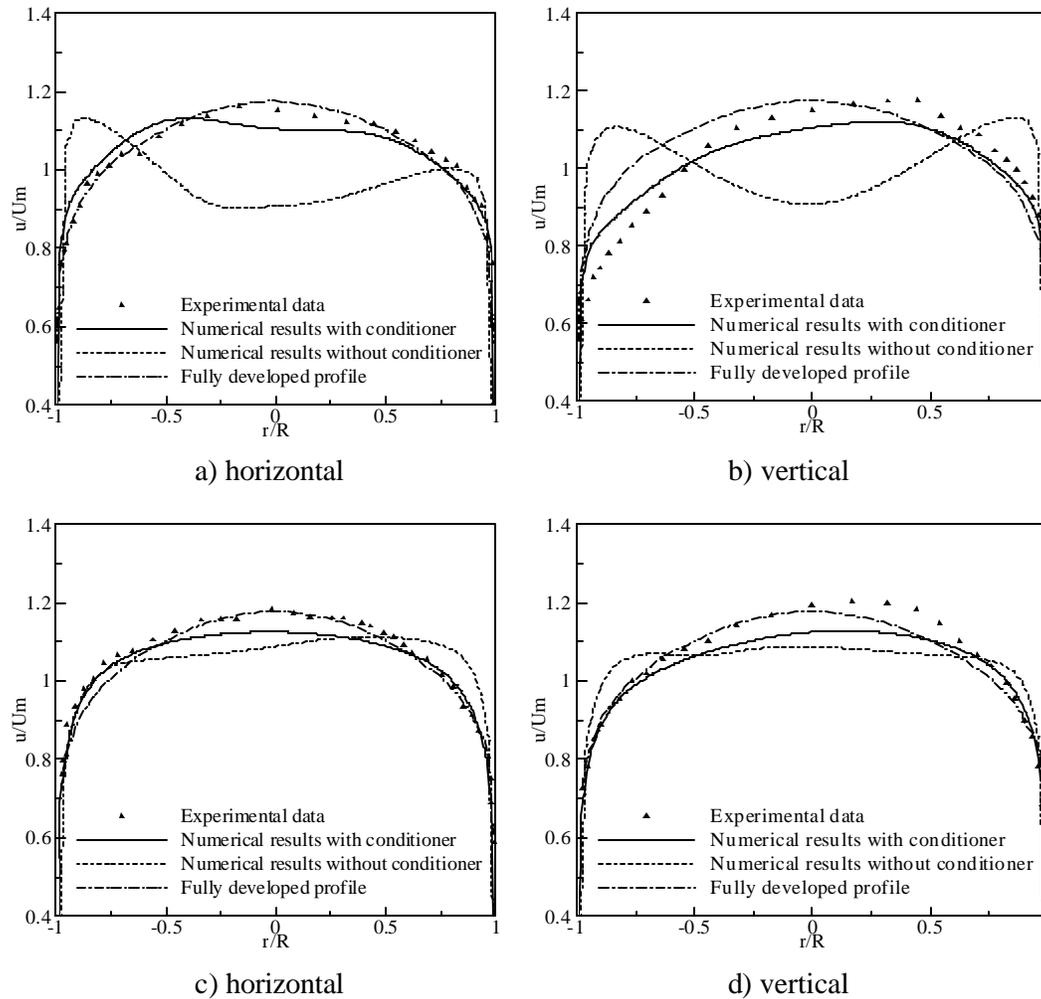 1.4
1.2
1
0.8
0.6
0.4
u/Um
Experimental data
Numerical results with conditioner
Numerical results without conditioner
Fully developed profile
-1
-0.5
0
0.5
1
r/R
a) horizontal
1.4
1.2
1
0.8
0.6
0.4
u/Um
Experimental data
Numerical results with conditioner
Numerical results without conditioner
Fully developed profile
-1
-0.5
0
0.5
r/R
b) vertical
1.4
1.2
1
0.8
0.6
0.4
u/Um
Experimental data
Numerical results with conditioner
Numerical results without conditioner
Fully developed profile
-1
-0.5
0
0.5
1
r/R
c) horizontal
1.4
1.2
1
0.8
0.6
0.4
u/Um
Experimental data
Numerical results with conditioner
Numerical results without conditioner
Fully developed profile
-1
-0.5
0
0.5
r/R
d) vertical